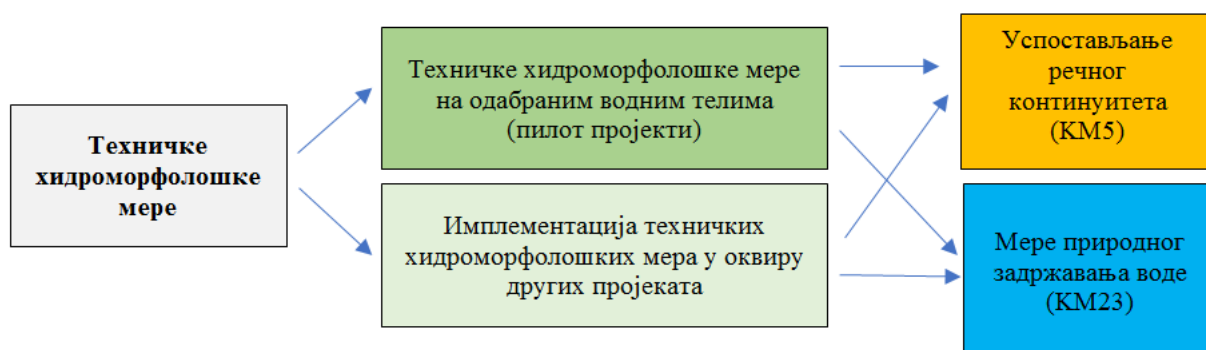 Техничке
хидроморфолошке
мере
Техничке хидроморфолошке мере
на одабраним водним телима
(пилот пројекти)
Имплементација техничких
хидроморфолошких мера у оквиру
других пројеката
Успостављање
речног
континуитета
(КМ5)
Мере природног
задржавања воде
(КМ23)